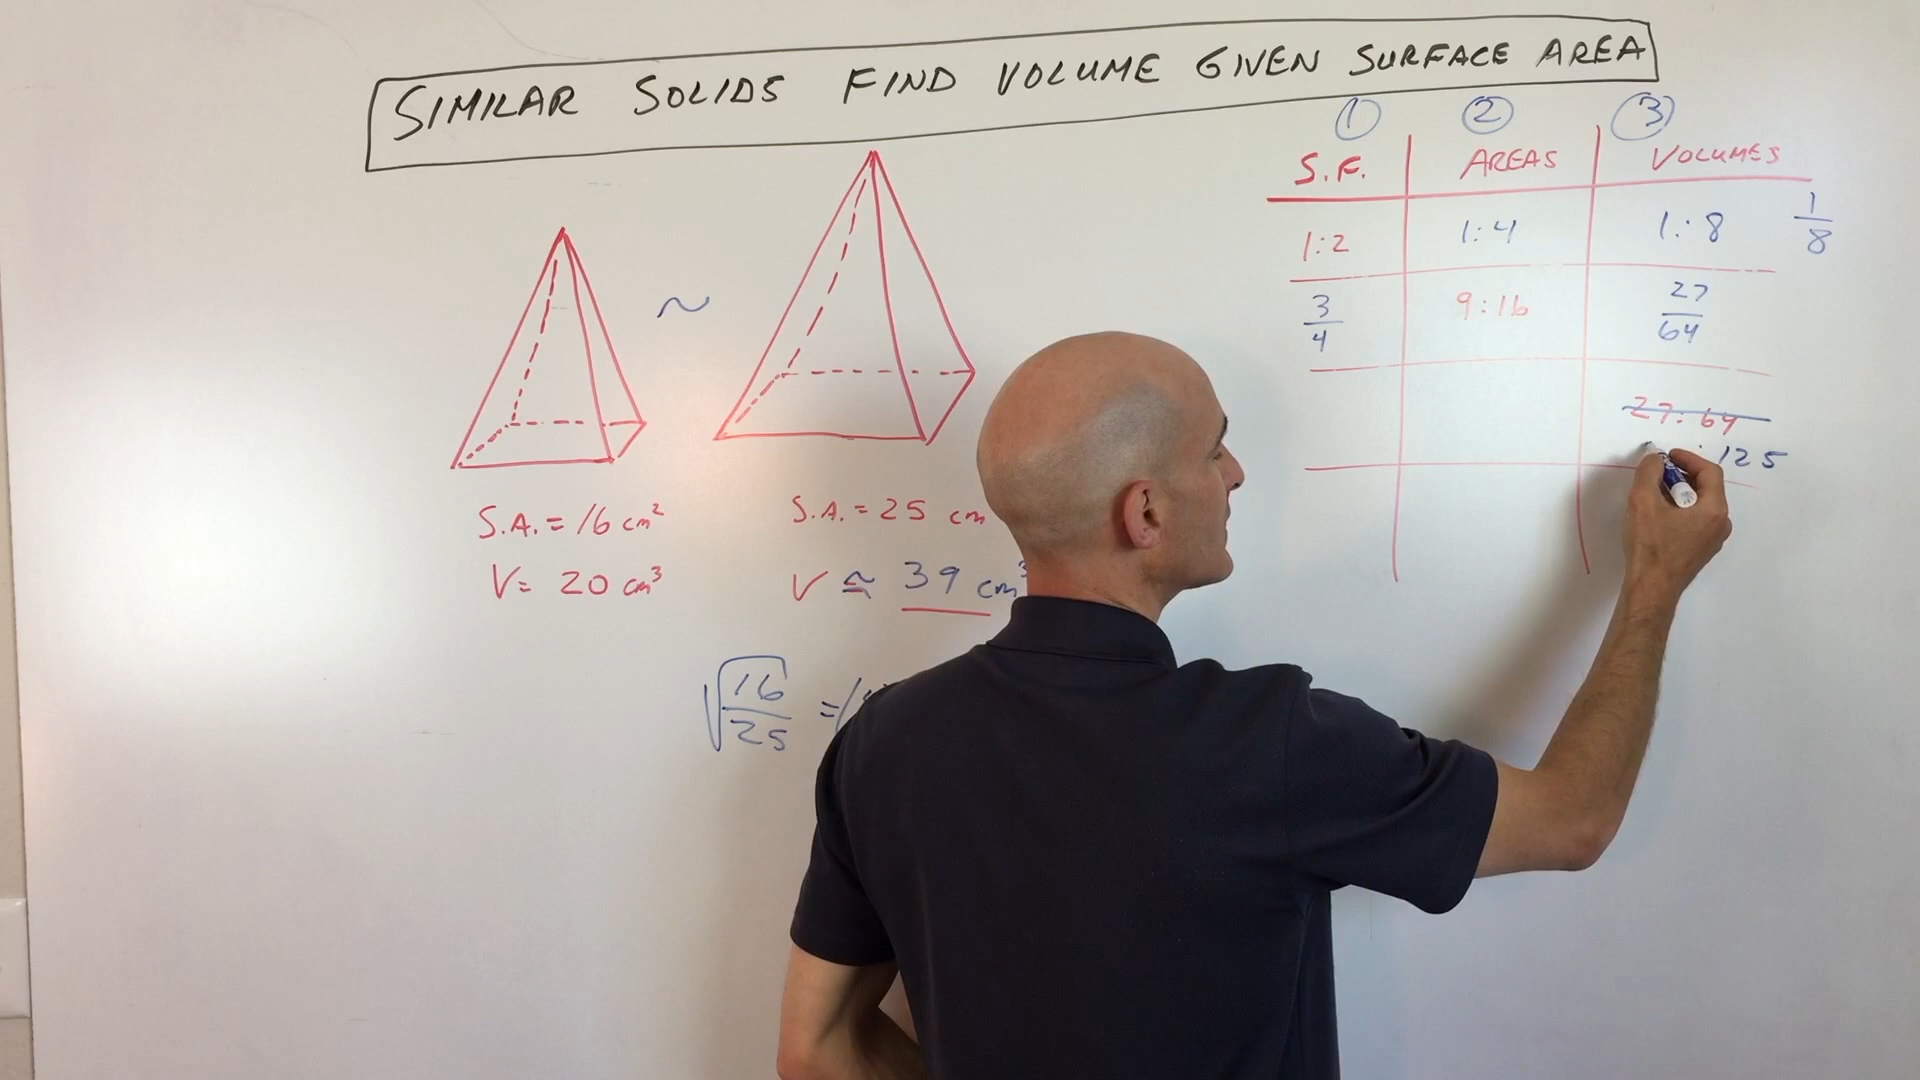 SIMILAR SOLIDS FIND VOLUME GIVEN SURFACE AREA
1 2 3
S.F. AREAS VOLUMES
1:2 1:4 1:8 1/8
3/4 9:16 27/64
27:64
: 125
~
S.A. = 16 cm² S.A. = 25 cm
V = 20 cm³ V ≃ 39 cm³
√16/25 =